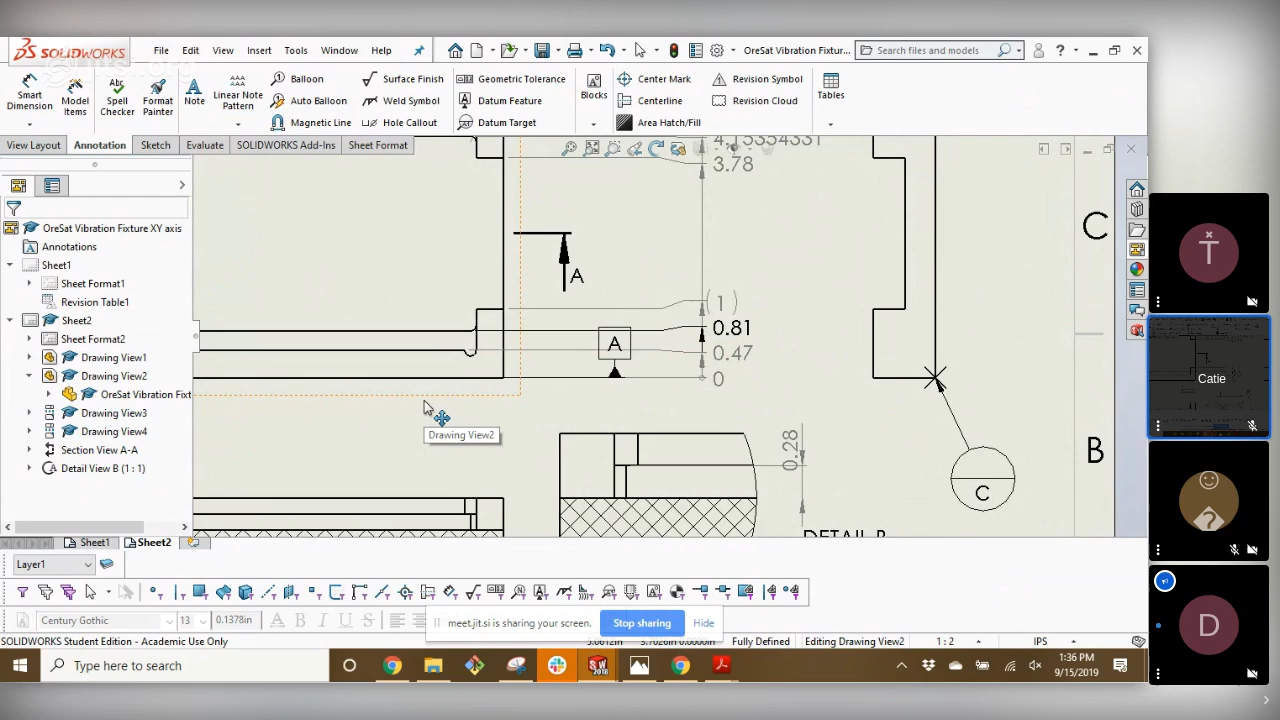 SOLIDWORKS
File Edit View Insert Tools Window Help
OreSat Vibration Fixtur...
Search files and models
Smart Dimension
Model Items
Spell Checker
Format Painter
Note
Linear Note Pattern
Balloon
Auto Balloon
Magnetic Line
Surface Finish
Weld Symbol
Hole Callout
Geometric Tolerance
Datum Feature
Datum Target
Blocks
Center Mark
Centerline
Area Hatch/Fill
Revision Symbol
Revision Cloud
Tables
View Layout Annotation Sketch Evaluate SOLIDWORKS Add-Ins Sheet Format
OreSat Vibration Fixture XY axis
Annotations
Sheet1
Sheet Format1
Revision Table1
Sheet2
Sheet Format2
Drawing View1
Drawing View2
OreSat Vibration Fixt
Drawing View3
Drawing View4
Section View A-A
Detail View B (1 : 1)
4.15354331
3.78
A
( 1 )
0.81
A
0.47
0
Drawing View2
0.28
DETAIL B
C
C
B
Sheet1 Sheet2
Layer1
Century Gothic 13 0.1378in
meet.jit.si is sharing your screen. Stop sharing Hide
SOLIDWORKS Student Edition - Academic Use Only
Fully Defined Editing Drawing View2 1 : 2 IPS
Type here to search
1:36 PM
9/15/2019
T
Catie
D